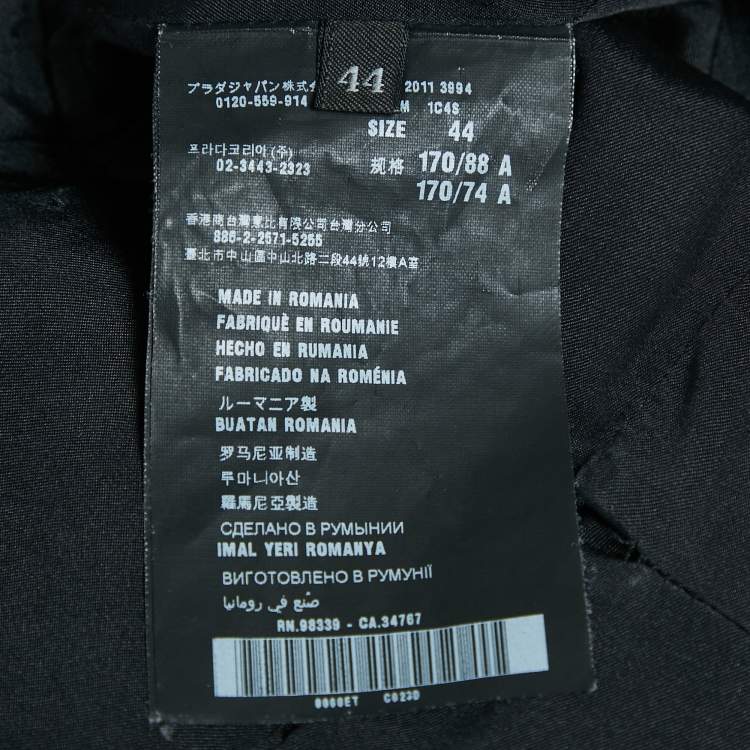 44
プラダジャパン株式
0120-559-914
2011 3994
M 1C4S
SIZE 44
프라다코리아 (주)
02-3443-2323
规格 170/88 A
170/74 A
香港商台灣豪比有限公司台灣分公司
886-2-2571-5255
臺北市中山區中山北路二段44號12樓A室
MADE IN ROMANIA
FABRIQUÈ EN ROUMANIE
HECHO EN RUMANIA
FABRICADO NA ROMÉNIA
ルーマニア製
BUATAN ROMANIA
罗马尼亚制造
루마니아산
羅馬尼亞製造
СДЕЛАНО В РУМЫНИИ
IMAL YERI ROMANYA
ВИГОТОВЛЕНО В РУМУНІЇ
صنع في رومانيا
RN.98339 - CA.34767